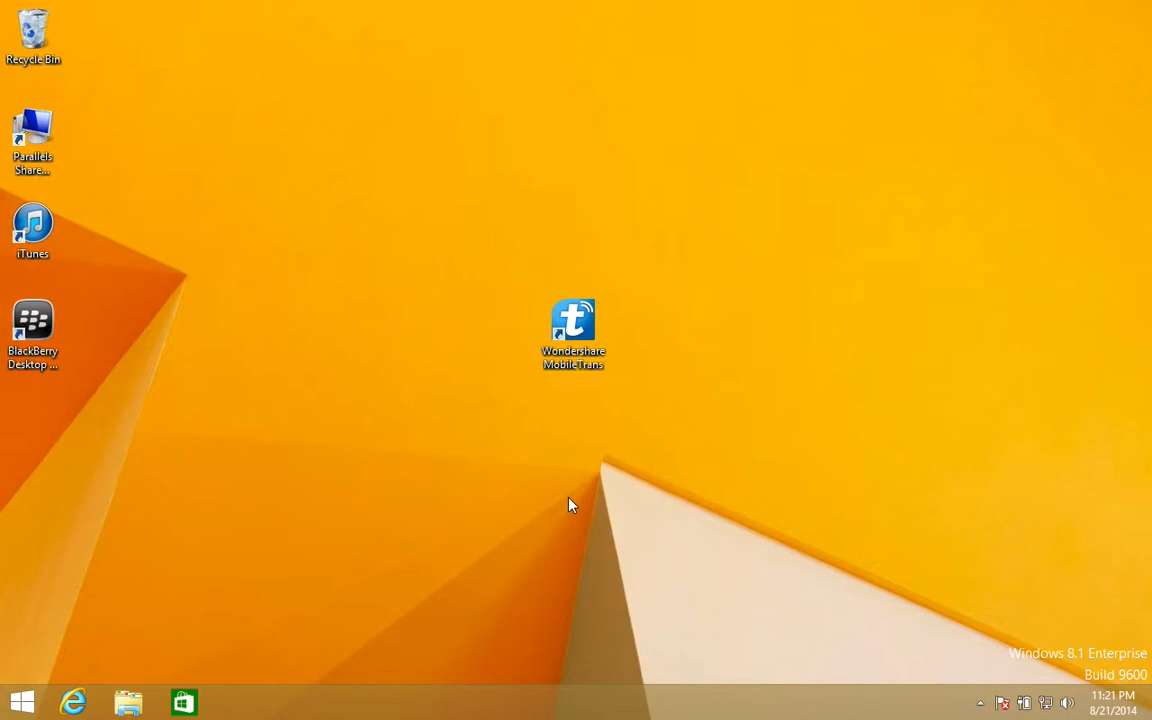 Recycle Bin
Parallels
Share...
iTunes
BlackBerry
Desktop ...
Wondershare
MobileTrans
Windows 8.1 Enterprise
Build 9600
11:21 PM
8/21/2014